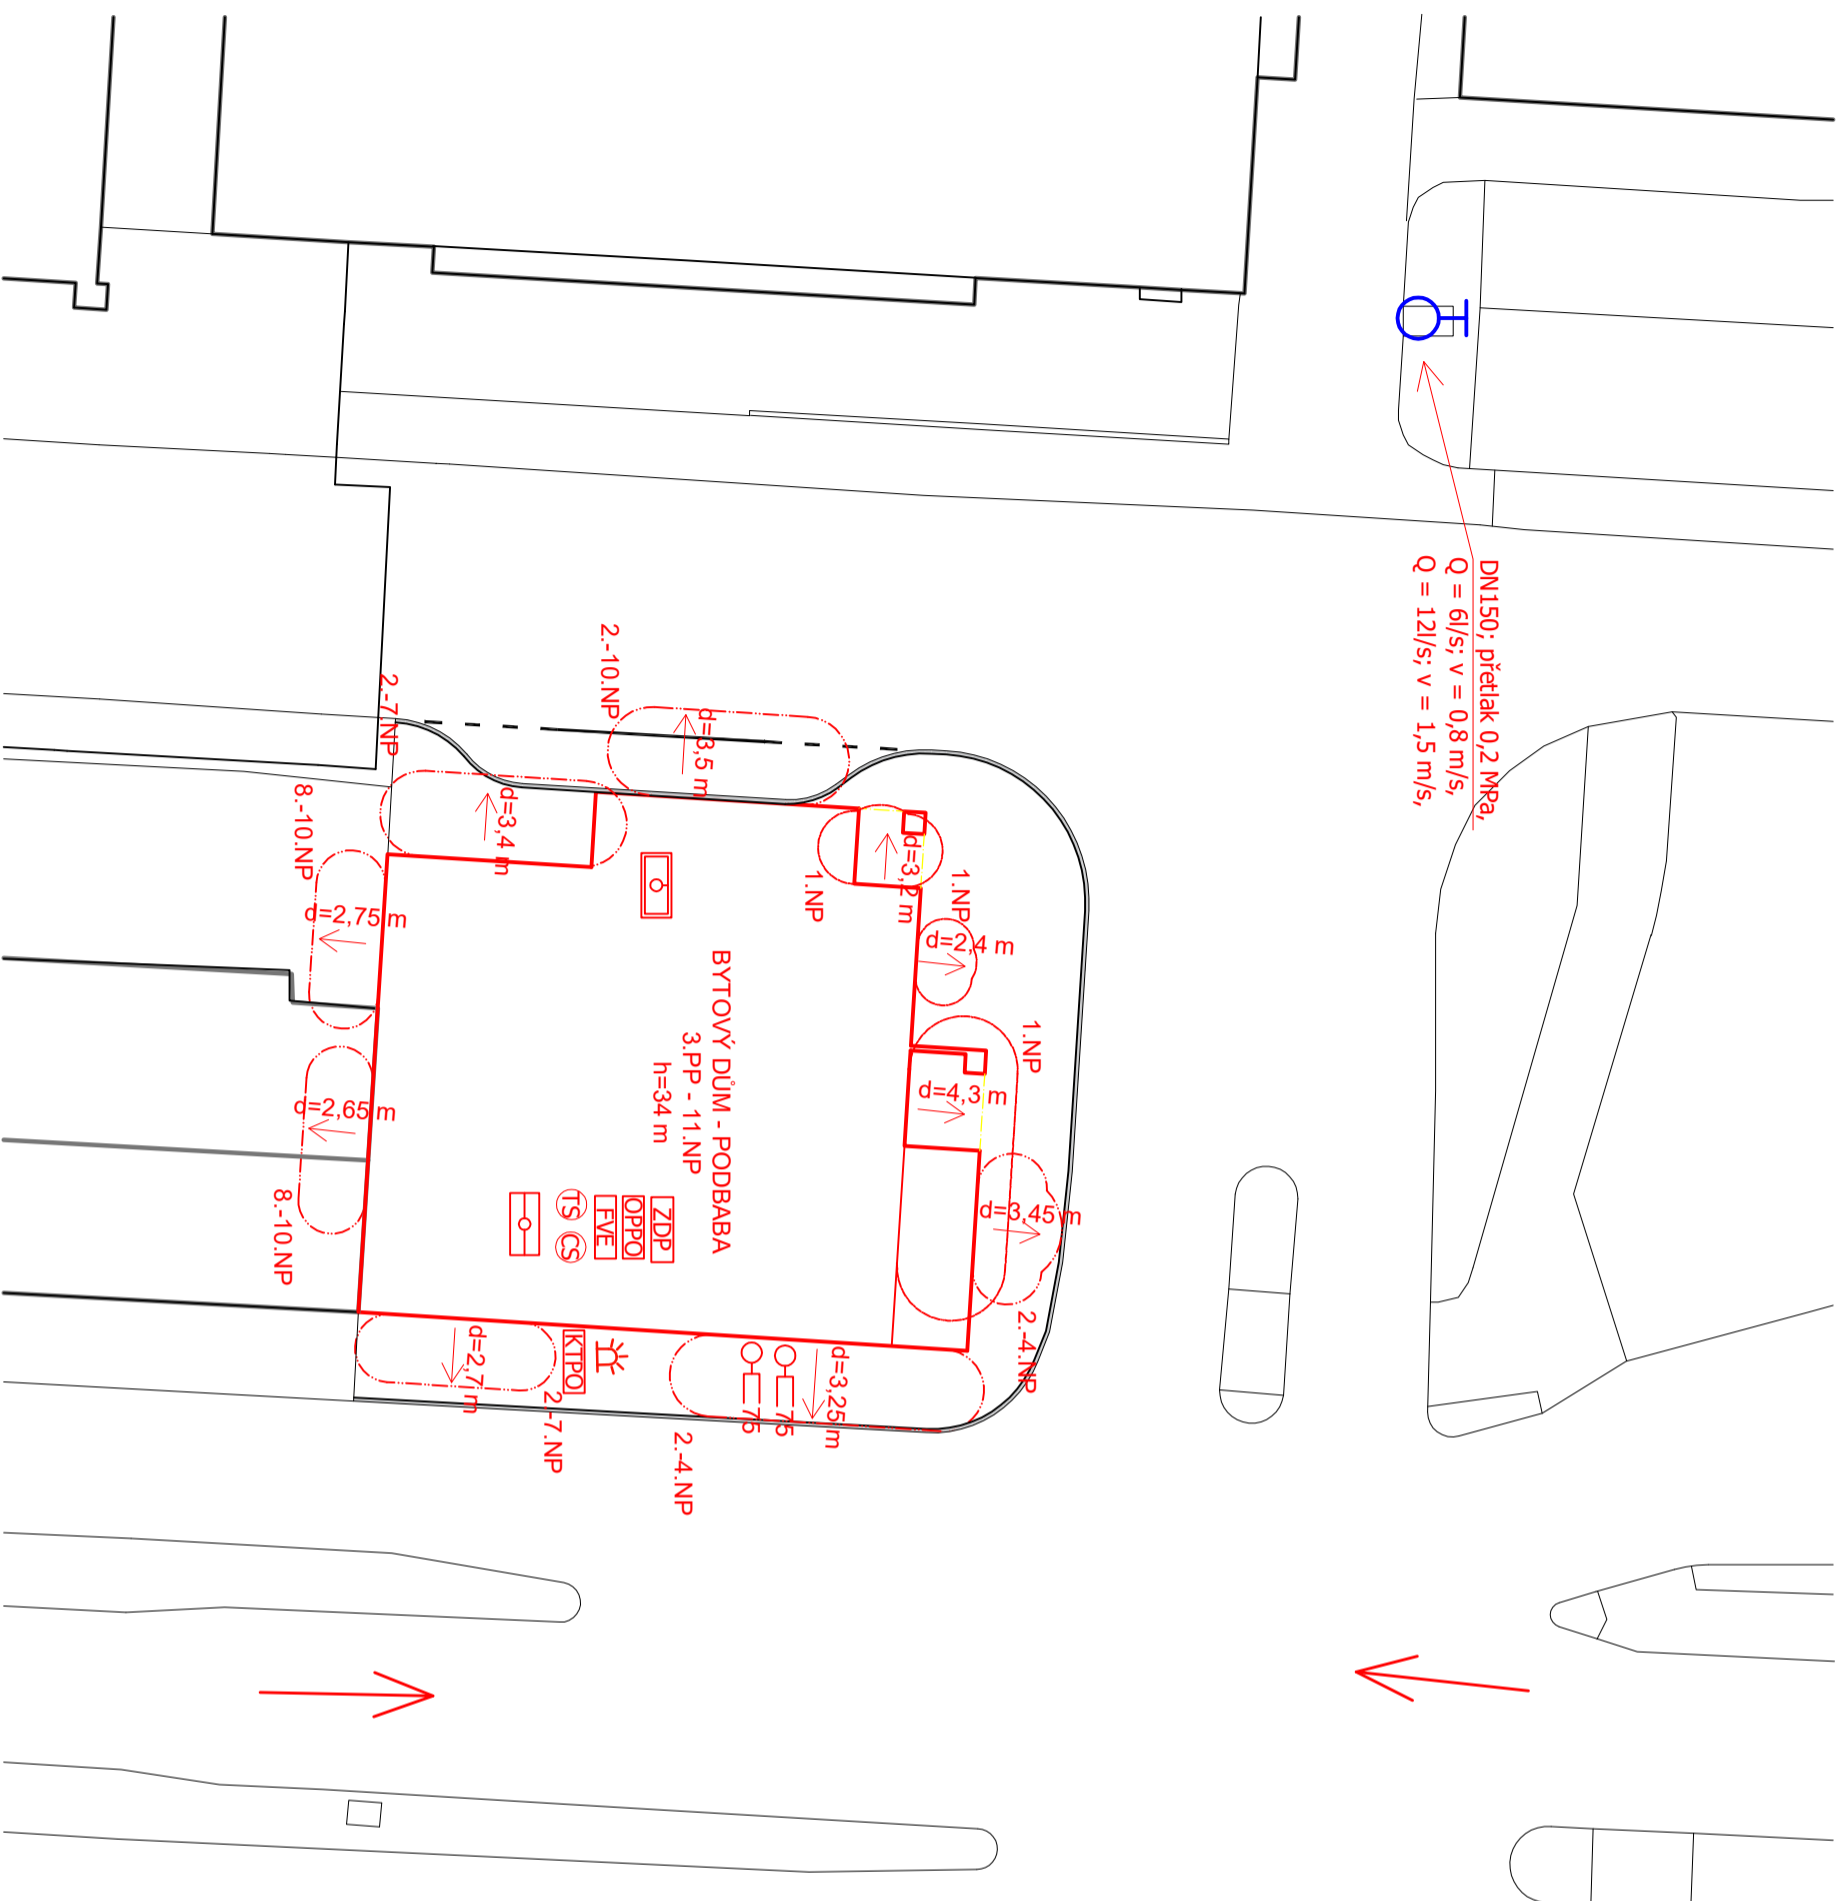 DN150; přetlak 0,2 MPa,
Q = 6l/s; v = 0,8 m/s,
Q = 12l/s; v = 1,5 m/s,
2.-10.NP
d=3,5 m
2.-7.NP
d=3,4 m
8.-10.NP
d=2,75 m
d=2,65 m
8.-10.NP
1.NP
d=3,2 m
1.NP
d=2,4 m
1.NP
d=4,3 m
d=3,45 m
2.-4.NP
BYTOVÝ DŮM - PODBABA
3.PP - 11.NP
h=34 m
ZDP
OPPO
FVE
TS CS
KTPO
d=2,7 m
2.-7.NP
75
75
d=3,25m
2.-4.NP